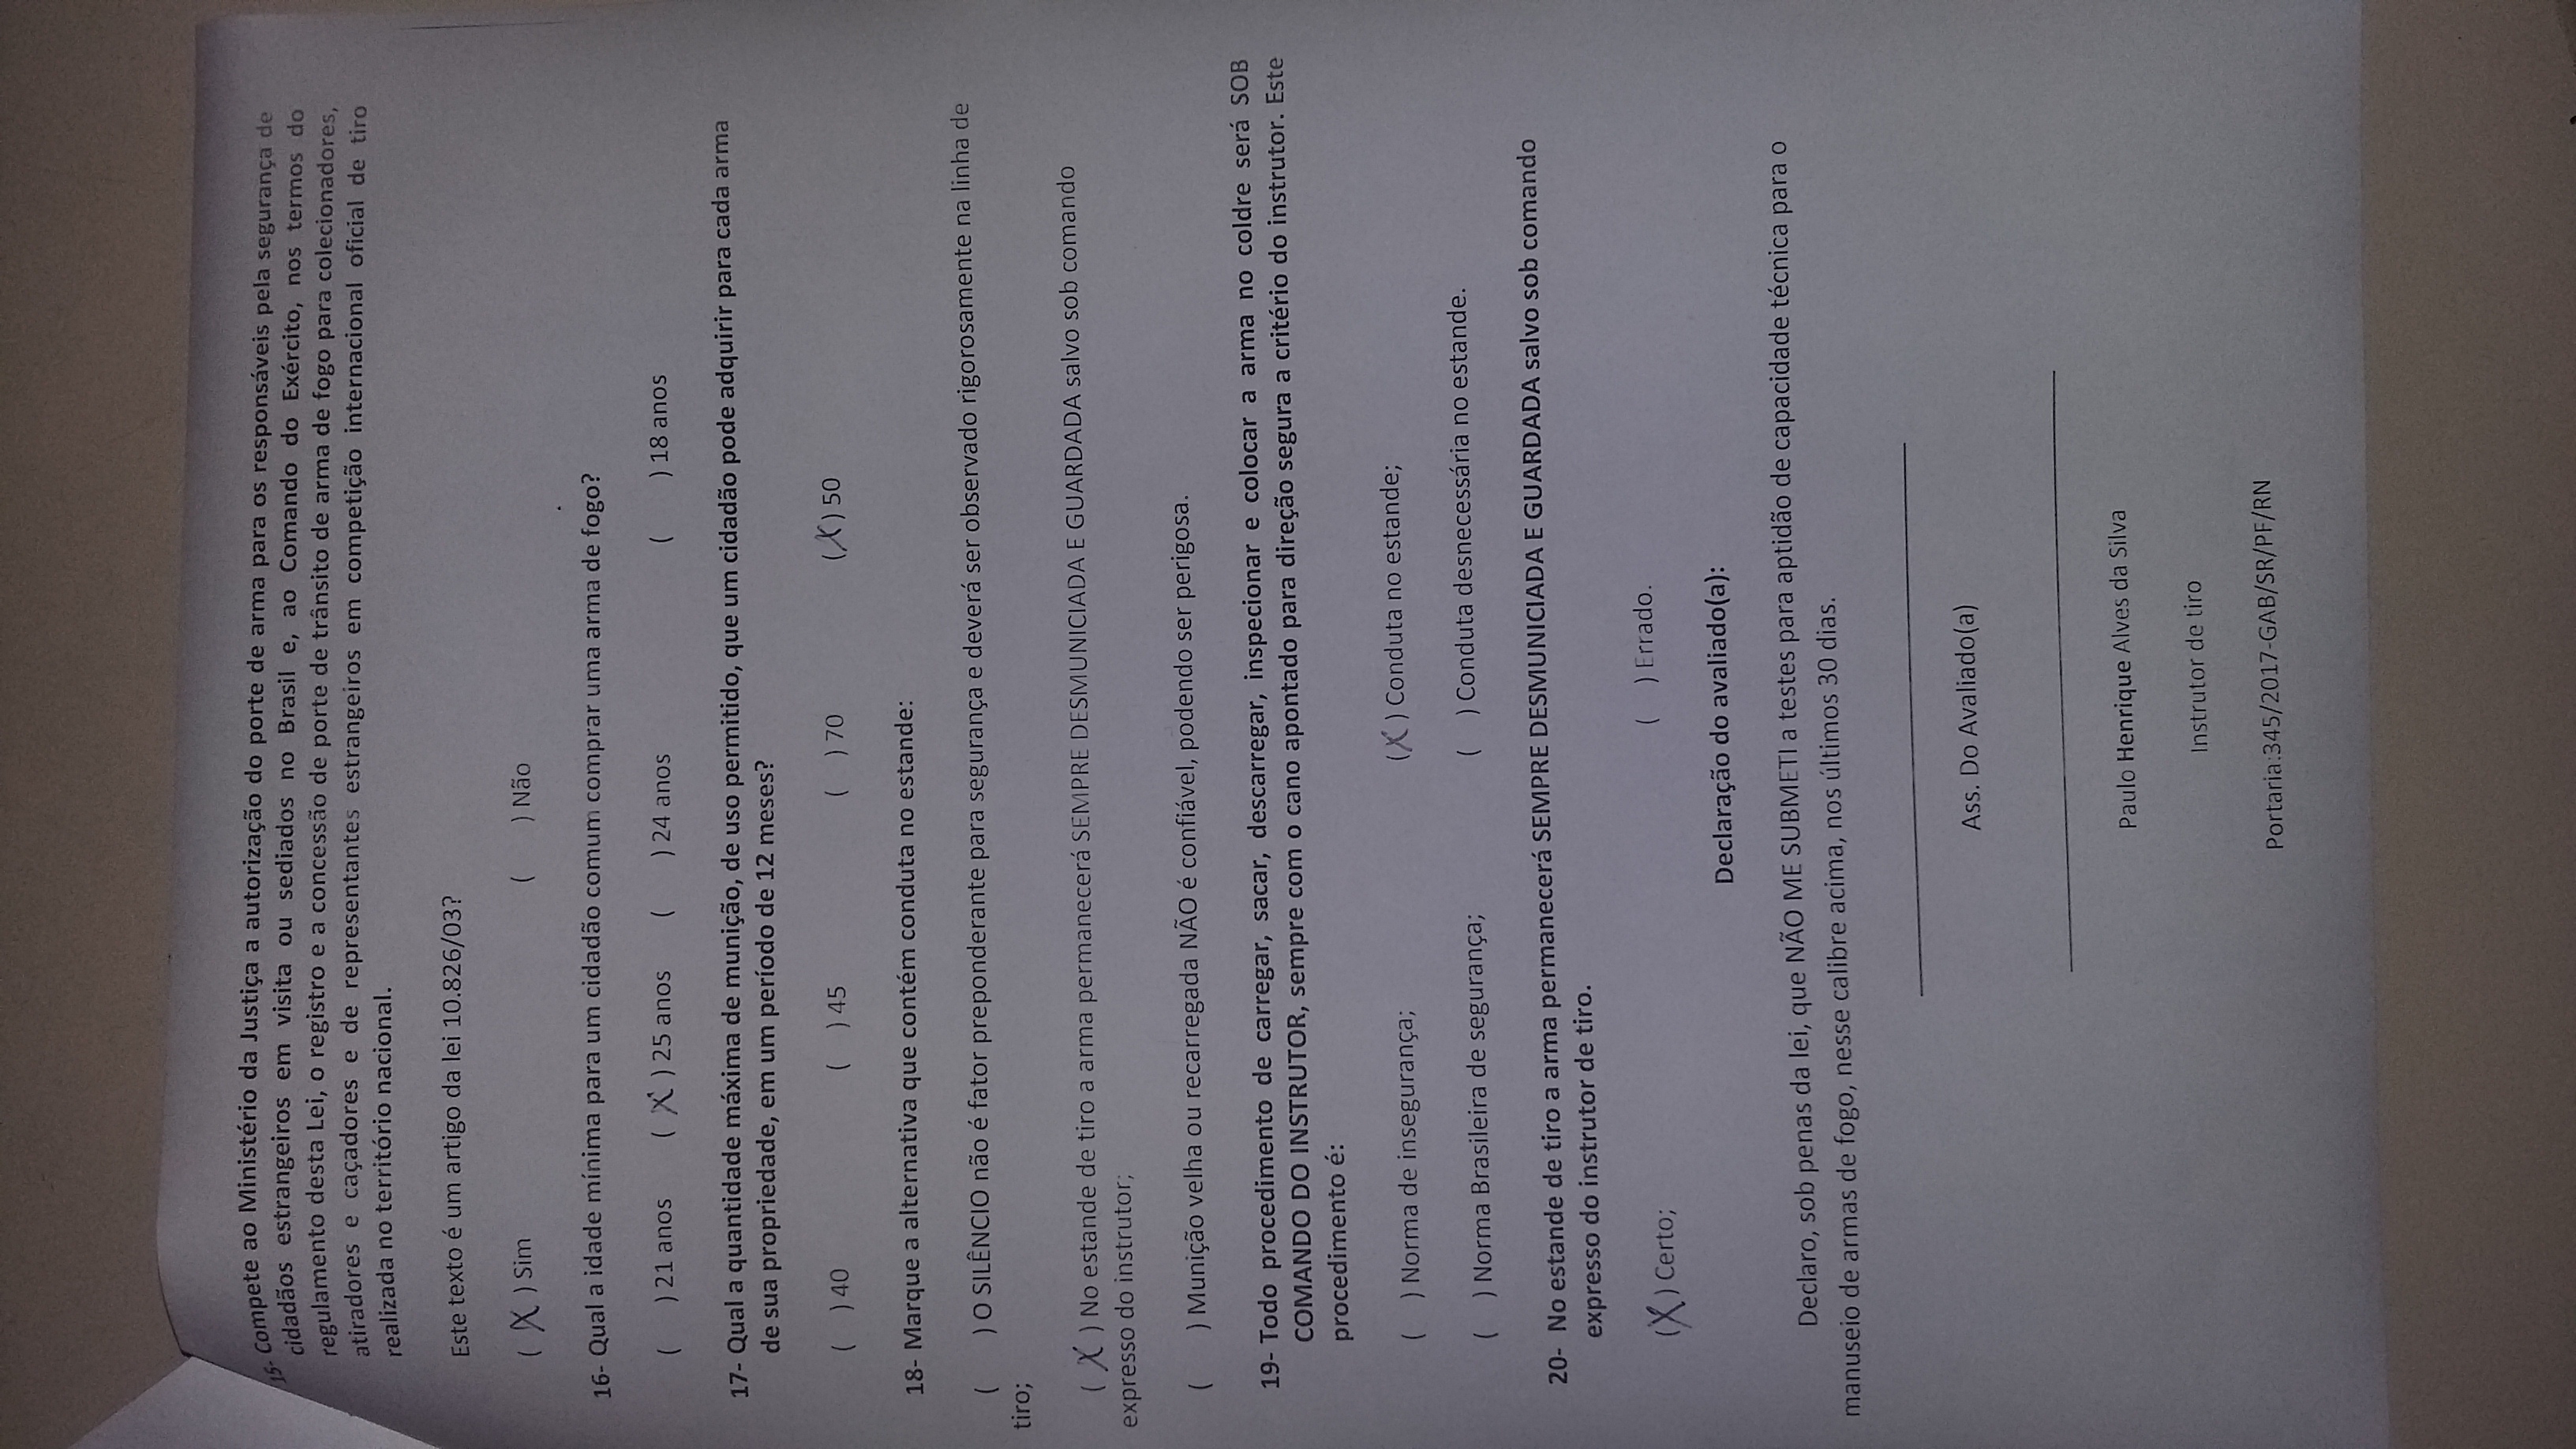 15- Compete ao Ministério da Justiça a autorização do porte de arma para os responsáveis pela segurança de
cidadãos estrangeiros em visita ou sediados no Brasil e, ao Comando do Exército, nos termos do
regulamento desta Lei, o registro e a concessão de porte de trânsito de arma de fogo para colecionadores,
atiradores e caçadores e de representantes estrangeiros em competição internacional oficial de tiro
realizada no território nacional.
Este texto é um artigo da lei 10.826/03?
( X ) Sim ( ) Não
16- Qual a idade mínima para um cidadão comum comprar uma arma de fogo?
( ) 21 anos ( X ) 25 anos ( ) 24 anos ( ) 18 anos
17- Qual a quantidade máxima de munição, de uso permitido, que um cidadão pode adquirir para cada arma
de sua propriedade, em um período de 12 meses?
( ) 40 ( ) 45 ( ) 70 (X) 50
18- Marque a alternativa que contém conduta no estande:
( ) O SILÊNCIO não é fator preponderante para segurança e deverá ser observado rigorosamente na linha de
tiro;
( X ) No estande de tiro a arma permanecerá SEMPRE DESMUNICIADA E GUARDADA salvo sob comando
expresso do instrutor;
( ) Munição velha ou recarregada NÃO é confiável, podendo ser perigosa.
19- Todo procedimento de carregar, sacar, descarregar, inspecionar e colocar a arma no coldre será SOB
COMANDO DO INSTRUTOR, sempre com o cano apontado para direção segura a critério do instrutor. Este
procedimento é:
( ) Norma de insegurança; (X ) Conduta no estande;
( ) Norma Brasileira de segurança; ( ) Conduta desnecessária no estande.
20- No estande de tiro a arma permanecerá SEMPRE DESMUNICIADA E GUARDADA salvo sob comando
expresso do instrutor de tiro.
(X) Certo; ( ) Errado.
Declaração do avaliado(a):
Declaro, sob penas da lei, que NÃO ME SUBMETI a testes para aptidão de capacidade técnica para o
manuseio de armas de fogo, nesse calibre acima, nos últimos 30 dias.
Ass. Do Avaliado(a)
Paulo Henrique Alves da Silva
Instrutor de tiro
Portaria:345/2017-GAB/SR/PF/RN